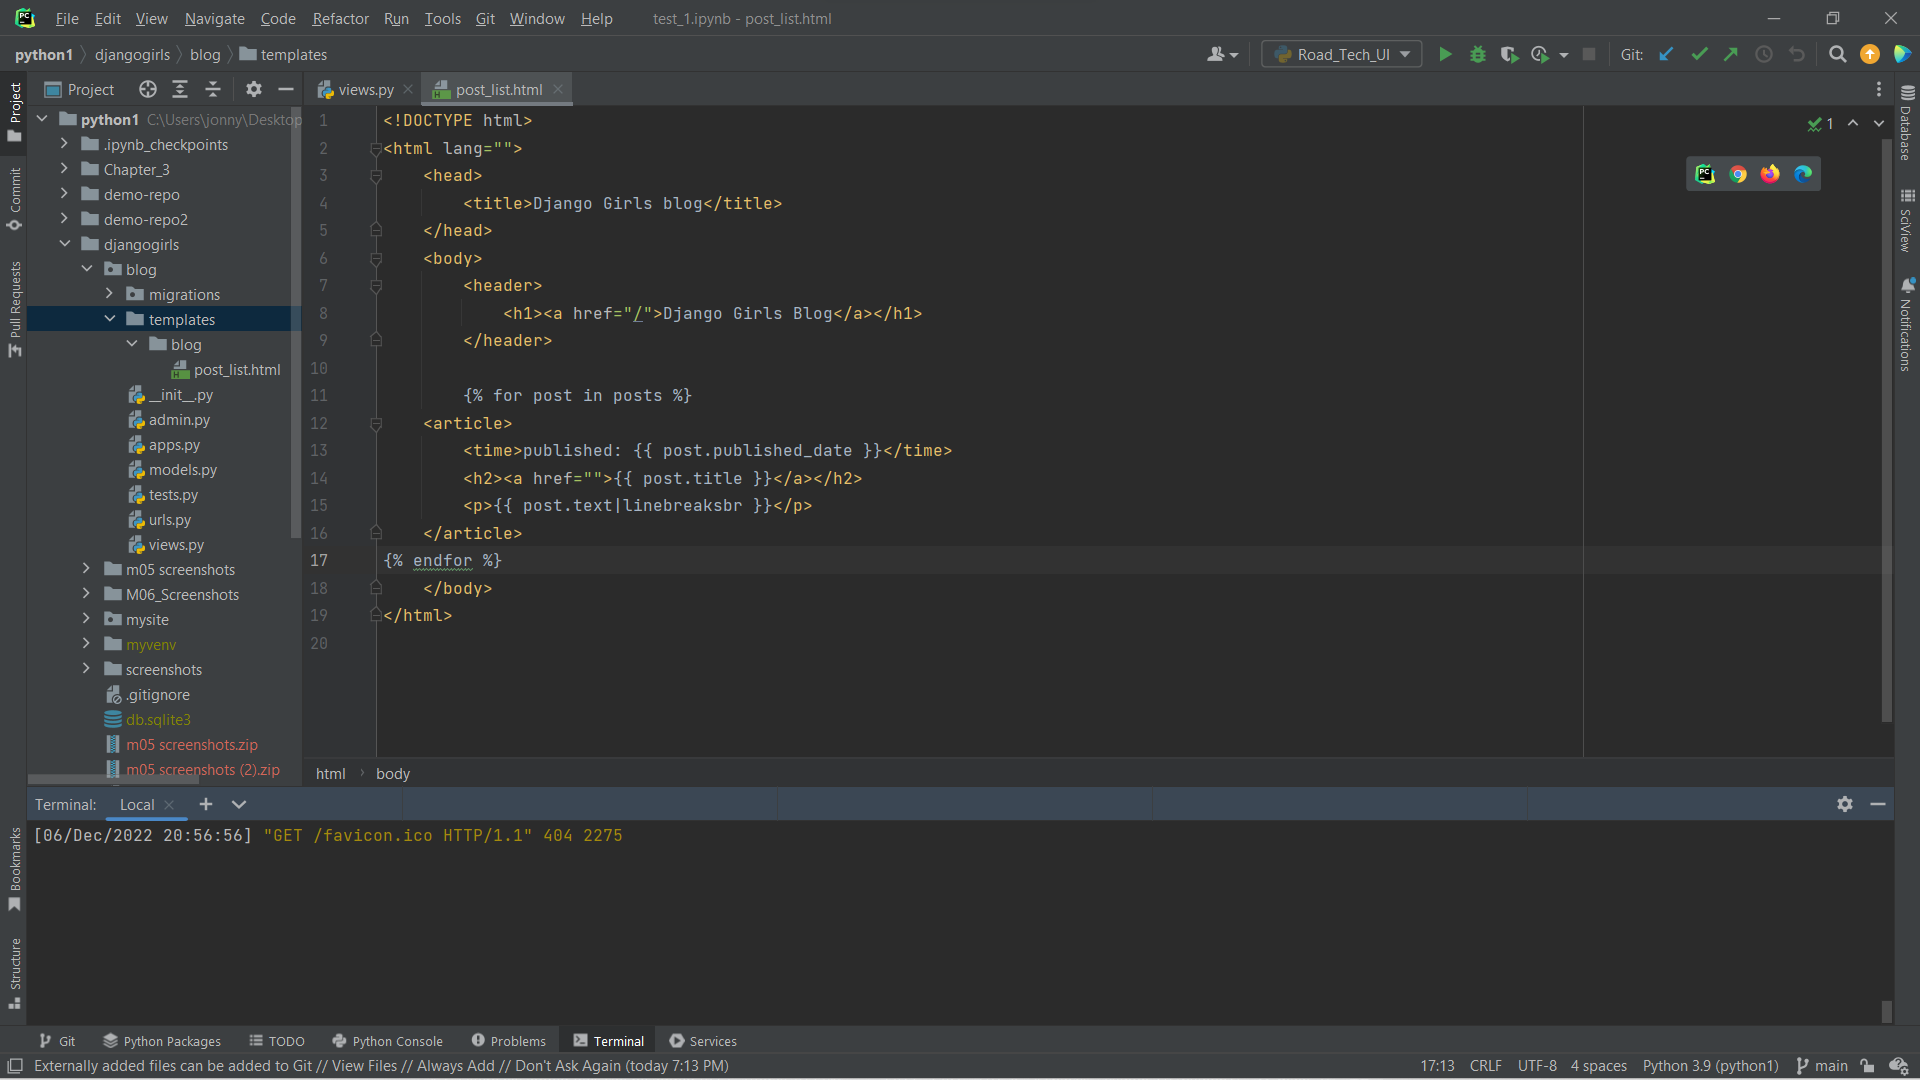 File Edit View Navigate Code Refactor Run Tools Git Window Help test_1.ipynb - post_list.html
python1 djangogirls blog templates Road_Tech_UI Git:
Project
views.py post_list.html
Project
Commit
Pull Requests
Bookmarks
Structure
python1 C:\Users\jonny\Desktop
.ipynb_checkpoints
Chapter_3
demo-repo
demo-repo2
djangogirls
blog
migrations
templates
blog
post_list.html
__init__.py
admin.py
apps.py
models.py
tests.py
urls.py
views.py
m05 screenshots
M06_Screenshots
mysite
myvenv
screenshots
.gitignore
db.sqlite3
m05 screenshots.zip
m05 screenshots (2).zip
1 <!DOCTYPE html>
2 <html lang="">
3 <head>
4 <title>Django Girls blog</title>
5 </head>
6 <body>
7 <header>
8 <h1><a href="/">Django Girls Blog</a></h1>
9 </header>
10
11 {% for post in posts %}
12 <article>
13 <time>published: {{ post.published_date }}</time>
14 <h2><a href="">{{ post.title }}</a></h2>
15 <p>{{ post.text|linebreaksbr }}</p>
16 </article>
17 {% endfor %}
18 </body>
19 </html>
20
1
Database
SciView
Notifications
html body
Terminal: Local
[06/Dec/2022 20:56:56] "GET /favicon.ico HTTP/1.1" 404 2275
Git Python Packages TODO Python Console Problems Terminal Services
Externally added files can be added to Git // View Files // Always Add // Don't Ask Again (today 7:13 PM) 17:13 CRLF UTF-8 4 spaces Python 3.9 (python1) main